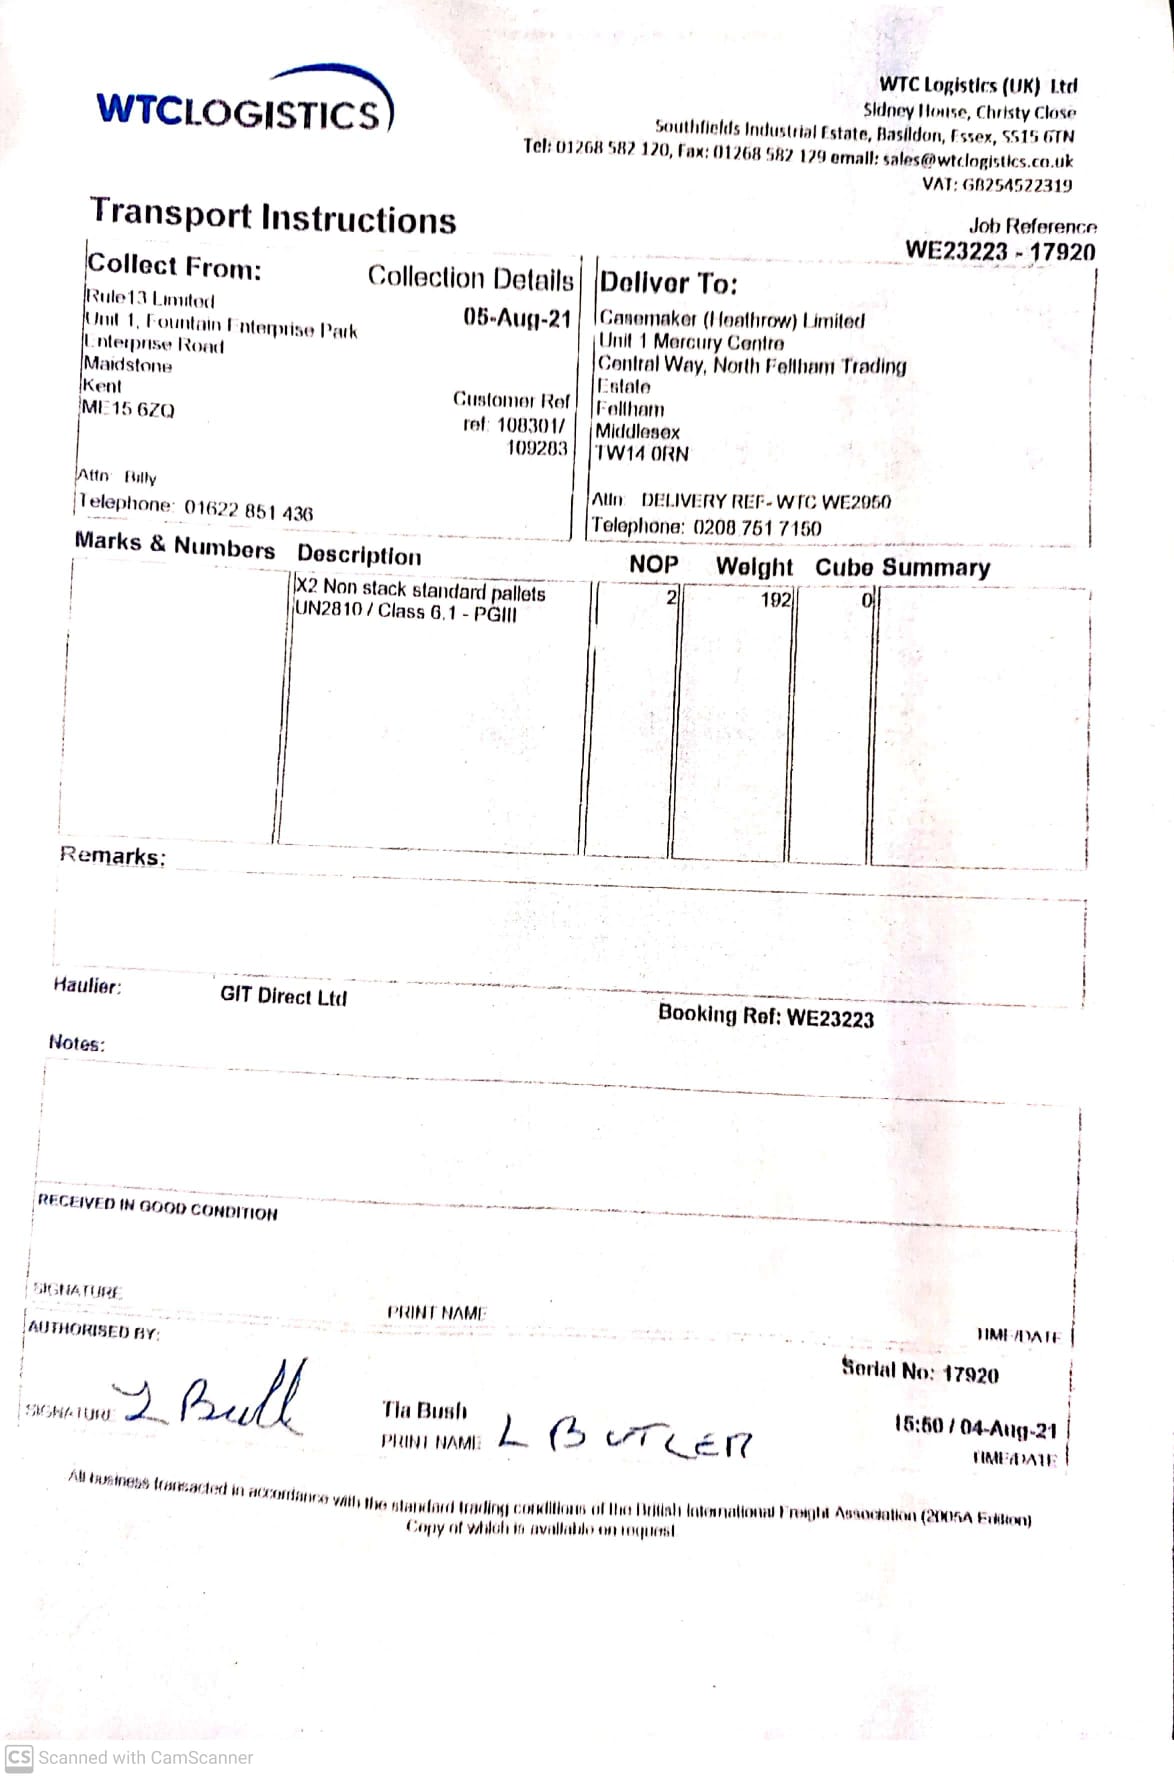 WTCLOGISTICS
WTC Logistics (UK) Ltd
Sidney House, Christy Close
Southfields Industrial Estate, Basildon, Essex, SS15 6TN
Tel: 01268 582 120, Fax: 01268 582 129 email: sales@wtclogistics.co.uk
VAT: GB254522319
Transport Instructions
Job Reference
WE23223 - 17920
Collect From:
Collection Details
Rule13 Limited
05-Aug-21
Unit 1, Fountain Enterprise Park
Enterprise Road
Maidstone
Kent
Customer Ref
ME15 6ZQ
ref: 108301/
109283
Attn: Billy
Telephone: 01622 851 436
Deliver To:
Casemaker (Heathrow) Limited
Unit 1 Mercury Centre
Central Way, North Feltham Trading
Estate
Feltham
Middlesex
TW14 0RN
Attn: DELIVERY REF- WTC WE2950
Telephone: 0208 751 7150
Marks & Numbers Description NOP Weight Cube Summary
X2 Non stack standard pallets 2 192 0
UN2810 / Class 6.1 - PGIII
Remarks:
Haulier: GIT Direct Ltd
Booking Ref: WE23223
Notes:
RECEIVED IN GOOD CONDITION
SIGNATURE PRINT NAME TIME/DATE
AUTHORISED BY:
Serial No: 17920
Tia Bush
15:50 / 04-Aug-21
SIGNATURE PRINT NAME L BUTLER TIME/DATE
All business transacted in accordance with the standard trading conditions of the British International Freight Association (2005A Edition)
Copy of which is available on request
CS Scanned with CamScanner